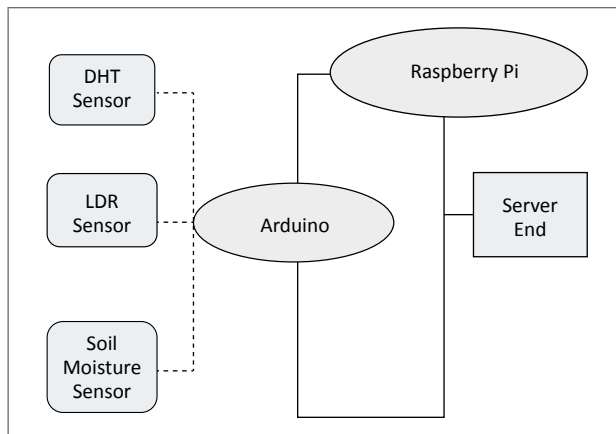 DHT
Sensor
Raspberry Pi
LDR
Sensor
Arduino
Server
End
Soil
Moisture
Sensor